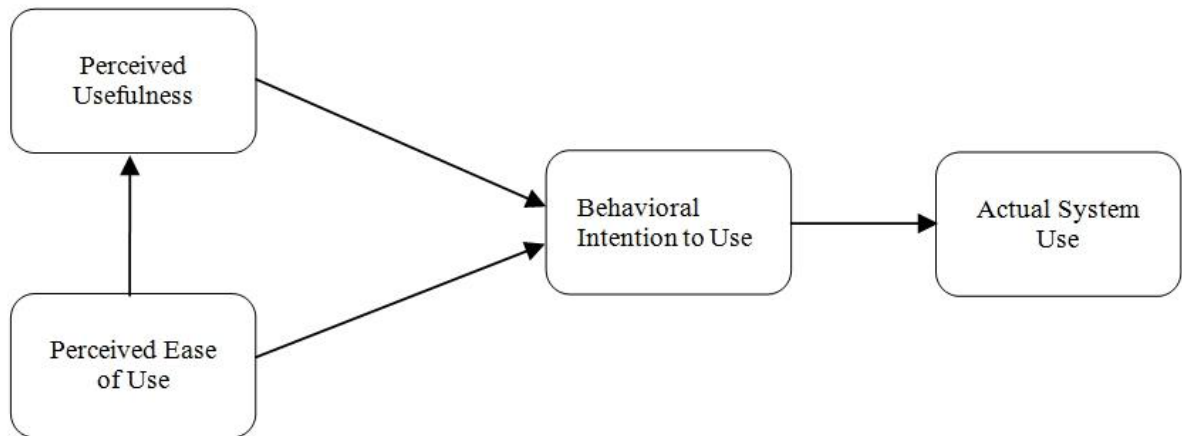 Perceived
Usefulness
Behavioral
Intention to Use
Actual System
Use
Perceived Ease
of Use